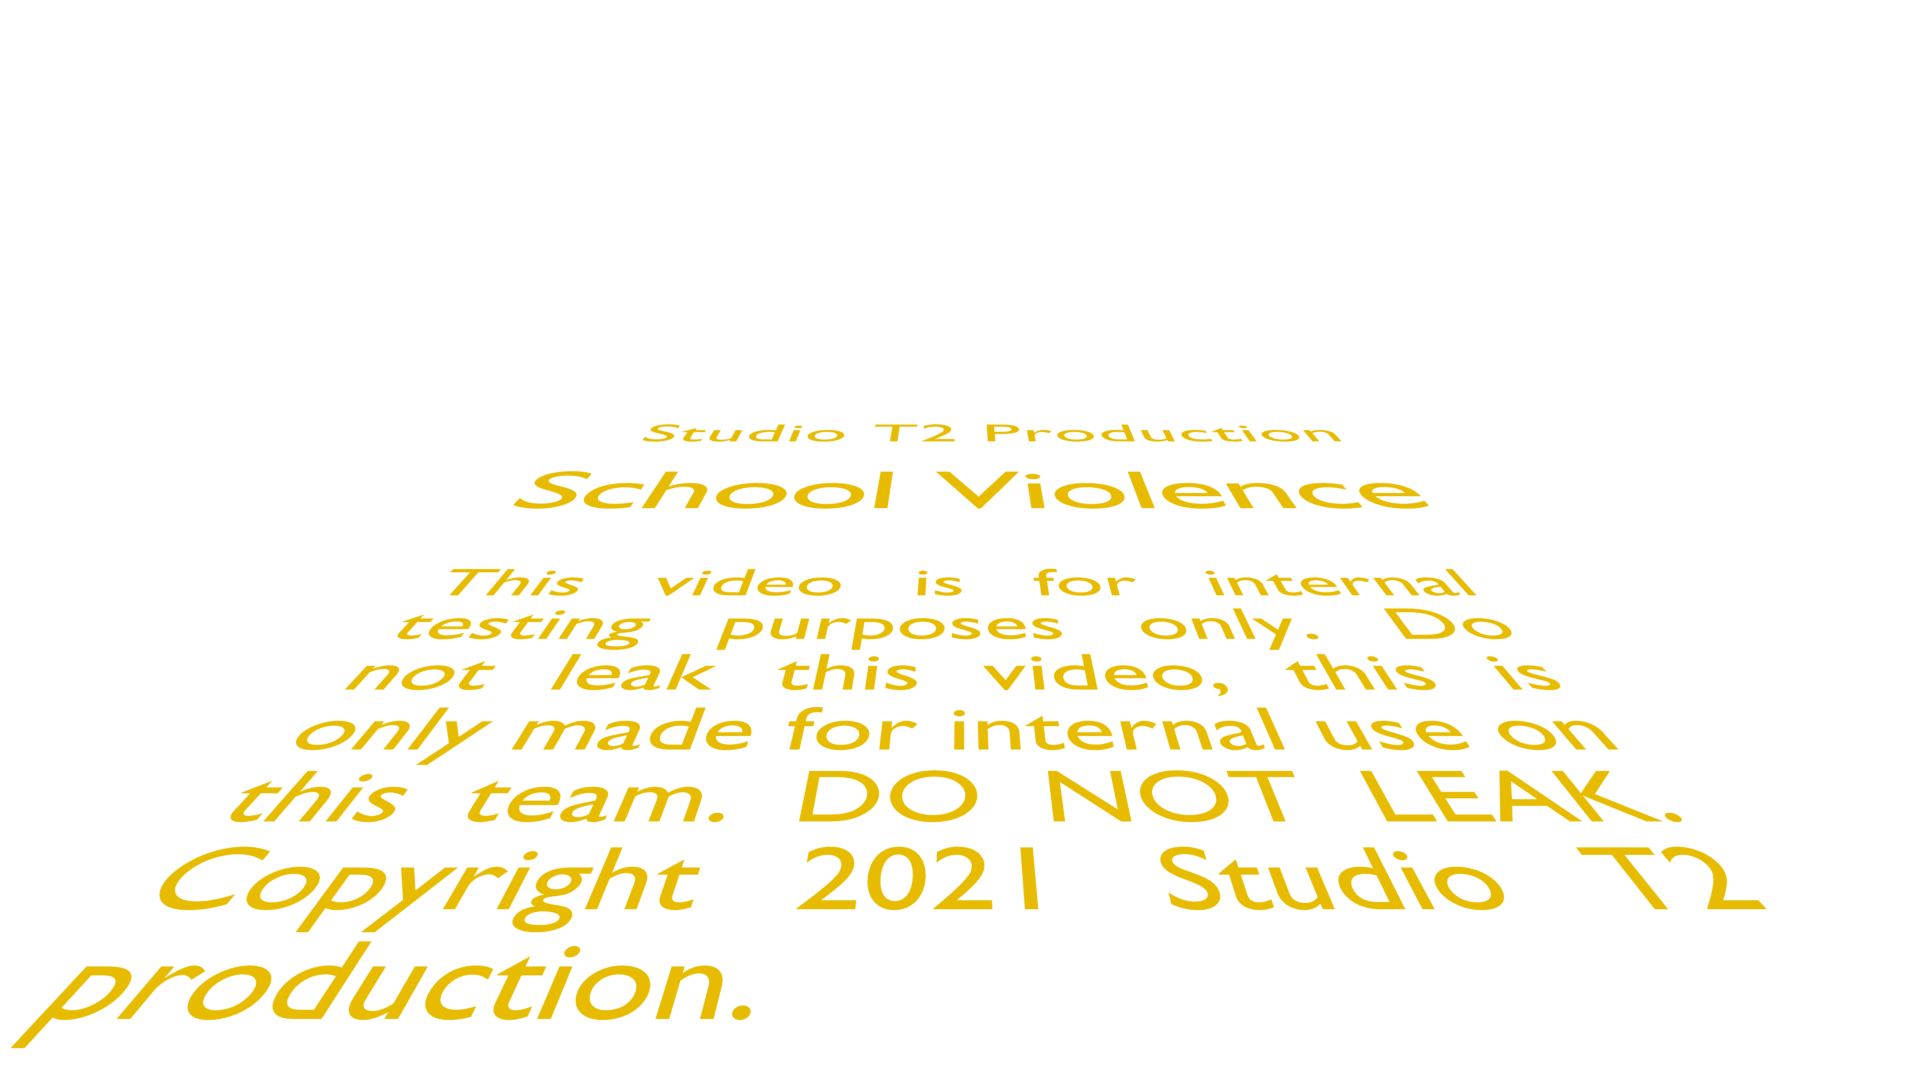 Studio T2 Production
School Violence
This video is for internal
testing purposes only. Do
not leak this video, this is
only made for internal use on
this team. DO NOT LEAK.
Copyright 2021 Studio T2
production.